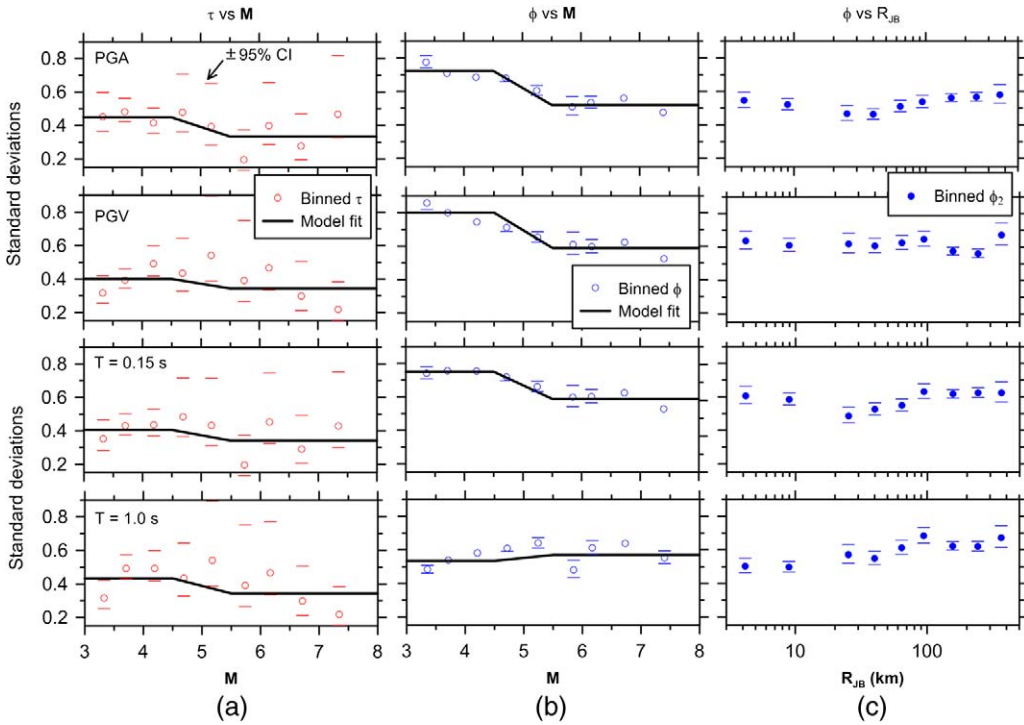 τ vs M
ϕ vs M
ϕ vs R_JB
Standard deviations
Standard deviations
0.8
0.6
0.4
0.2
PGA
± 95% CI
0.8
0.6
0.4
0.2
PGV
Binned τ
Model fit
Binned ϕ
Model fit
Binned ϕ₂
0.8
0.6
0.4
0.2
T = 0.15 s
0.8
0.6
0.4
0.2
T = 1.0 s
3 4 5 6 7 8
M
(a)
3 4 5 6 7 8
M
(b)
10 100
R_JB (km)
(c)